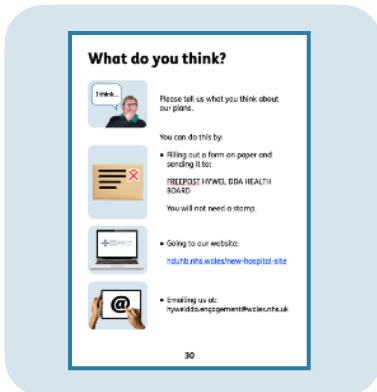 What do you think?
I think...
Please tell us what you think about
our plans.
You can do this by:
• Filling out a form on paper and
sending it to:
FREEPOST HYWEL DDA HEALTH
BOARD
You will not need a stamp.
• Going to our website:
hduhb.nhs.wales/new-hospital-site
• Emailing us at:
hyweldda.engagement@wales.nhs.uk
@
30